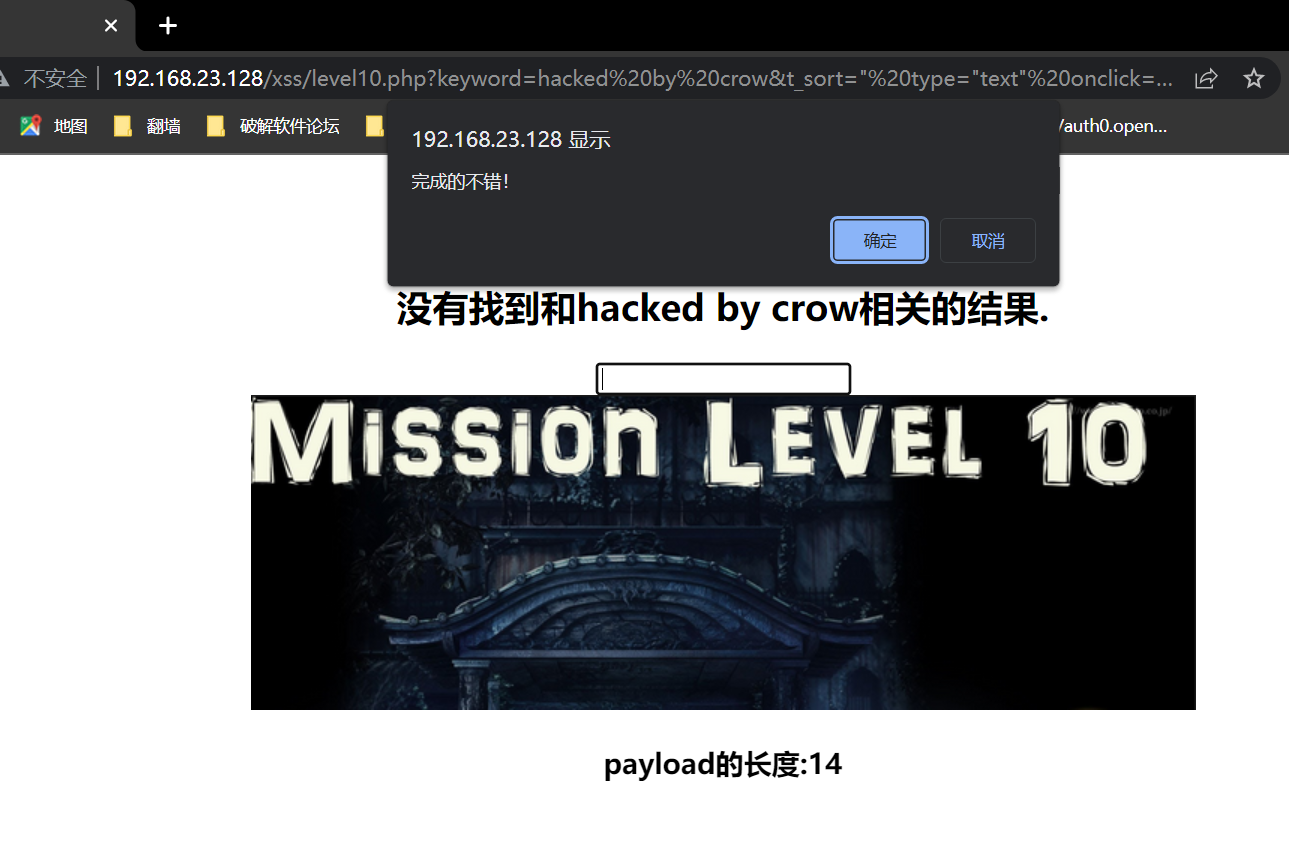 不安全 192.168.23.128/xss/level10.php?keyword=hacked%20by%20crow&t_sort="%20type="text"%20onclick=...
地图 翻墙 破解软件论坛 /auth0.open...
192.168.23.128 显示
完成的不错!
确定 取消
没有找到和hacked by crow相关的结果.
MISSION LEVEL 10
payload的长度:14